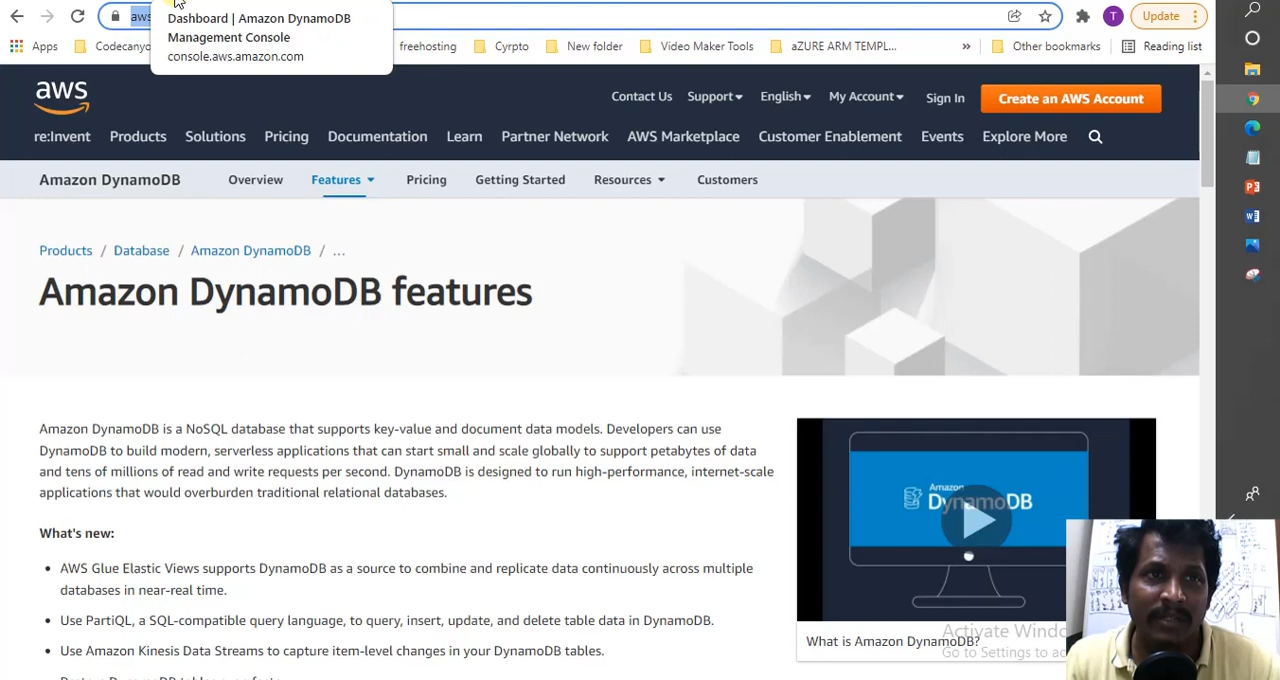 aws
Dashboard | Amazon DynamoDB
Management Console
console.aws.amazon.com
T
Update
Apps
Codecanyo
freehosting
Cyrpto
New folder
Video Maker Tools
aZURE ARM TEMPL...
»
Other bookmarks
Reading list
aws
Contact Us
Support
English
My Account
Sign In
Create an AWS Account
re:Invent
Products
Solutions
Pricing
Documentation
Learn
Partner Network
AWS Marketplace
Customer Enablement
Events
Explore More
Amazon DynamoDB
Overview
Features
Pricing
Getting Started
Resources
Customers
Products / Database / Amazon DynamoDB / ...
Amazon DynamoDB features
Amazon DynamoDB is a NoSQL database that supports key-value and document data models. Developers can use
DynamoDB to build modern, serverless applications that can start small and scale globally to support petabytes of data
and tens of millions of read and write requests per second. DynamoDB is designed to run high-performance, internet-scale
applications that would overburden traditional relational databases.
Amazon
DynamoDB
What's new:
• AWS Glue Elastic Views supports DynamoDB as a source to combine and replicate data continuously across multiple
databases in near-real time.
• Use PartiQL, a SQL-compatible query language, to query, insert, update, and delete table data in DynamoDB.
• Use Amazon Kinesis Data Streams to capture item-level changes in your DynamoDB tables.
What is Amazon DynamoDB?
Activate Windo
Go to Settings to ac